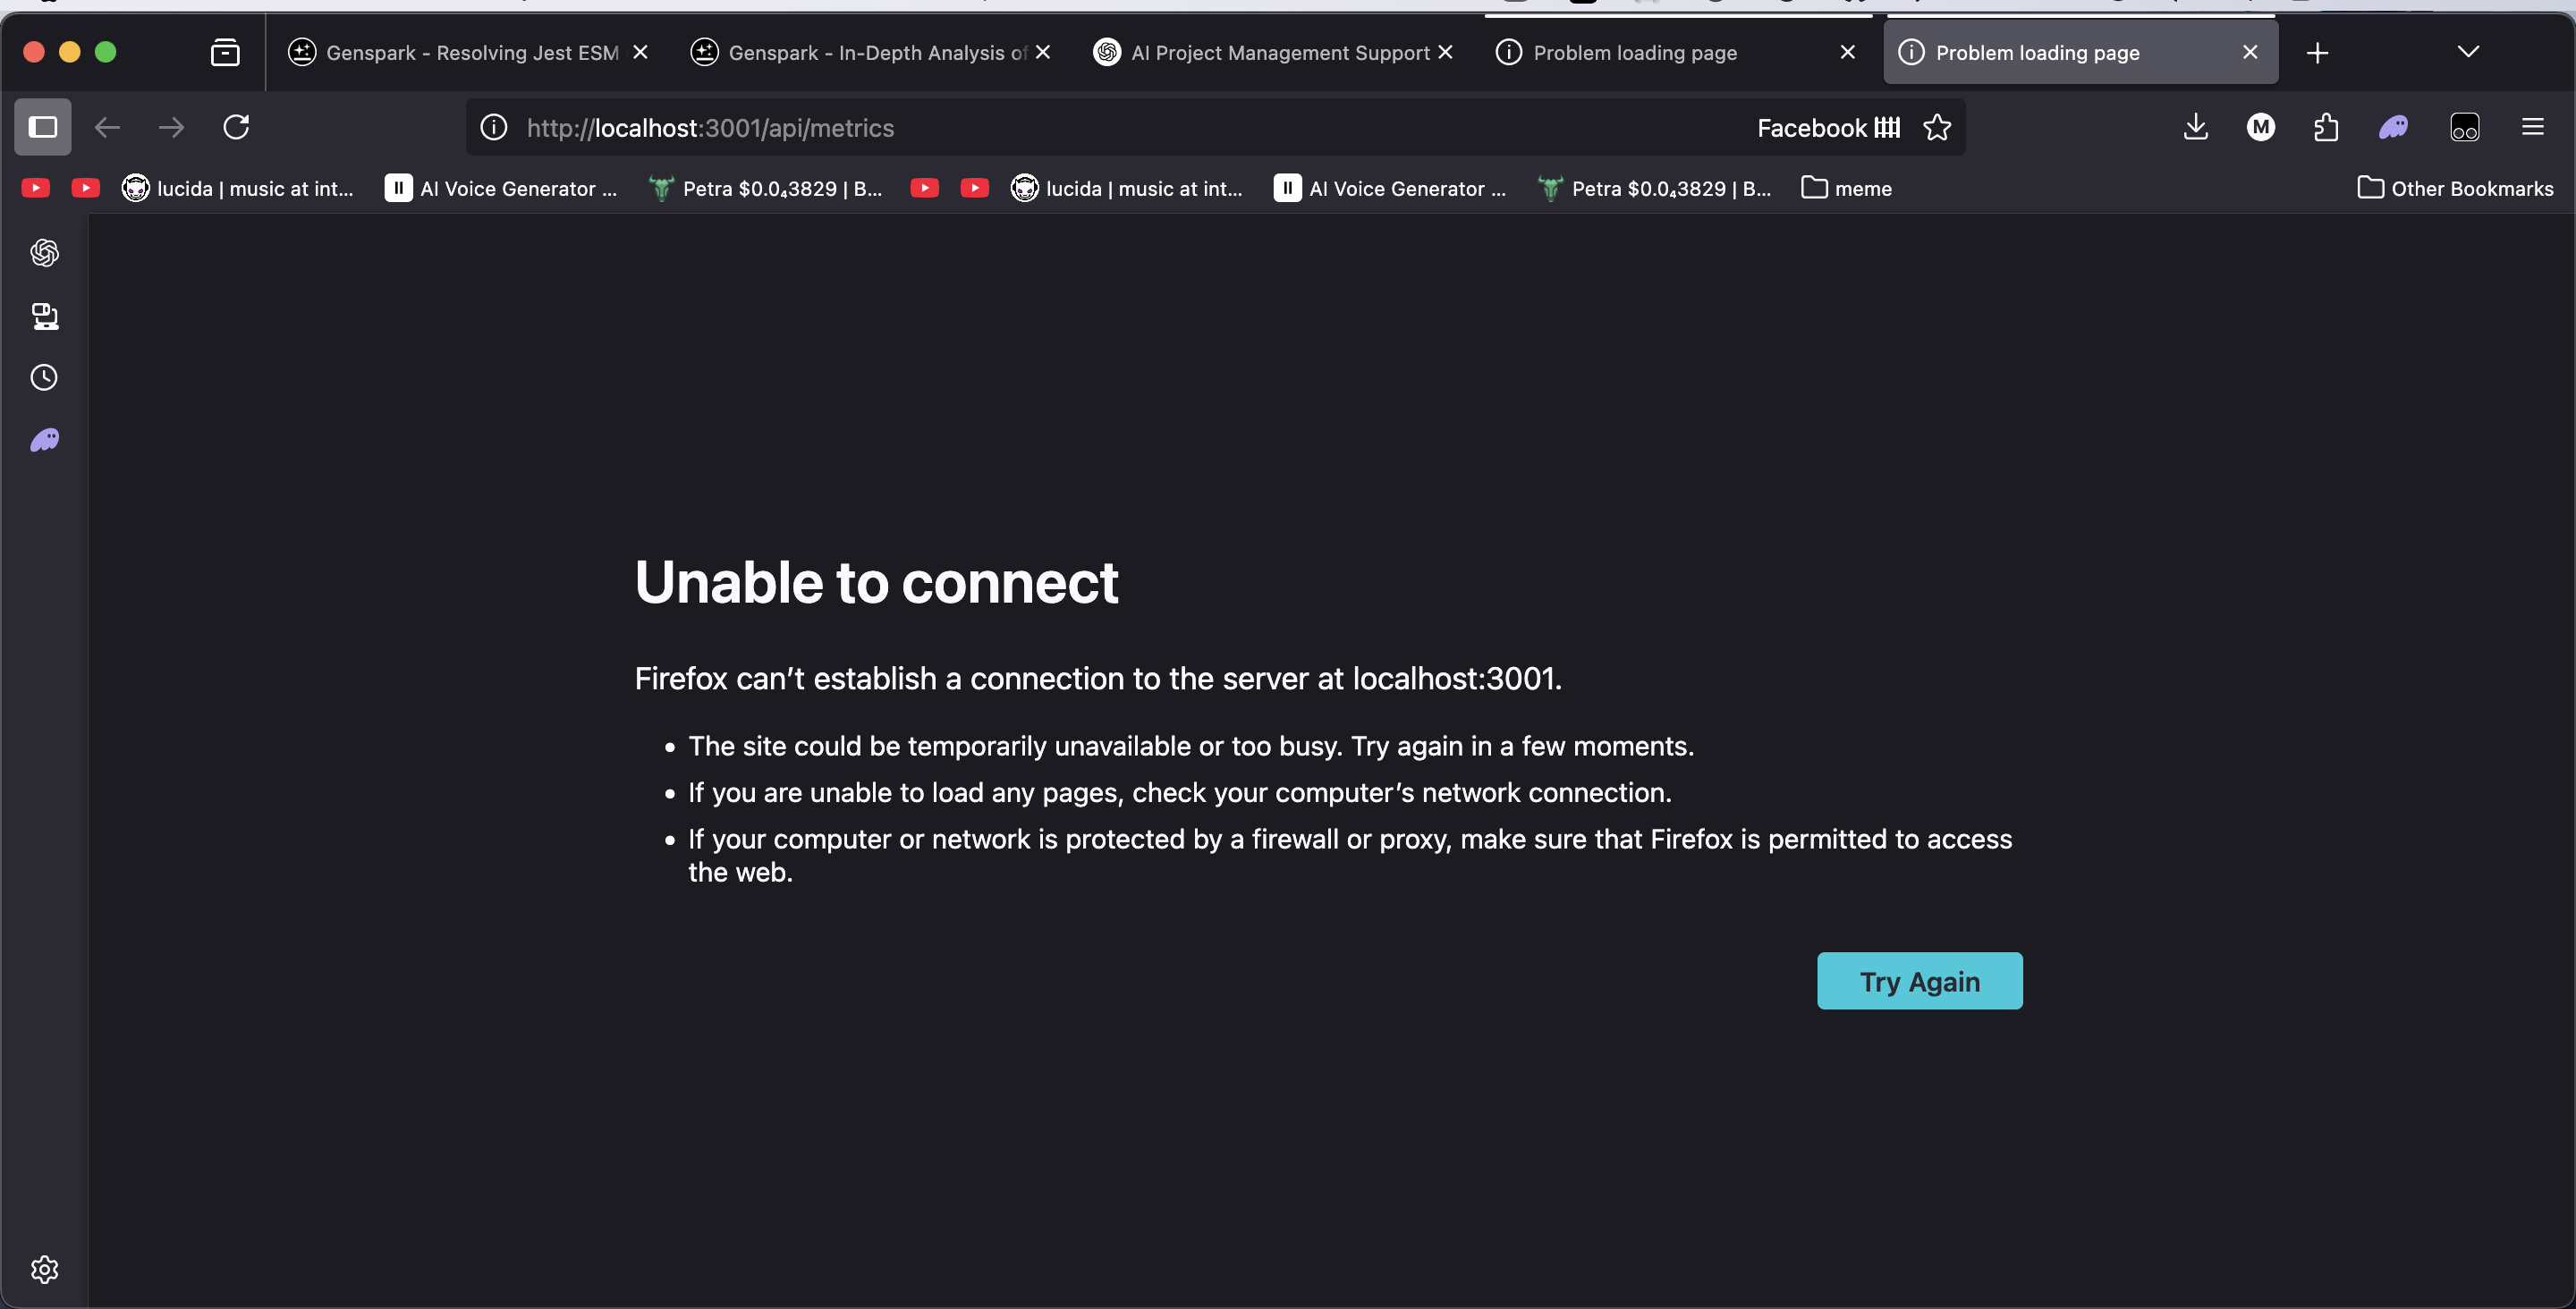 Genspark - Resolving Jest ESM
Genspark - In-Depth Analysis of
AI Project Management Support
Problem loading page
Problem loading page
http://localhost:3001/api/metrics
Facebook
M
lucida | music at int...
AI Voice Generator ...
Petra $0.0₄3829 | B...
lucida | music at int...
AI Voice Generator ...
Petra $0.0₄3829 | B...
meme
Other Bookmarks
Unable to connect
Firefox can’t establish a connection to the server at localhost:3001.
• The site could be temporarily unavailable or too busy. Try again in a few moments.
• If you are unable to load any pages, check your computer’s network connection.
• If your computer or network is protected by a firewall or proxy, make sure that Firefox is permitted to access
the web.
Try Again